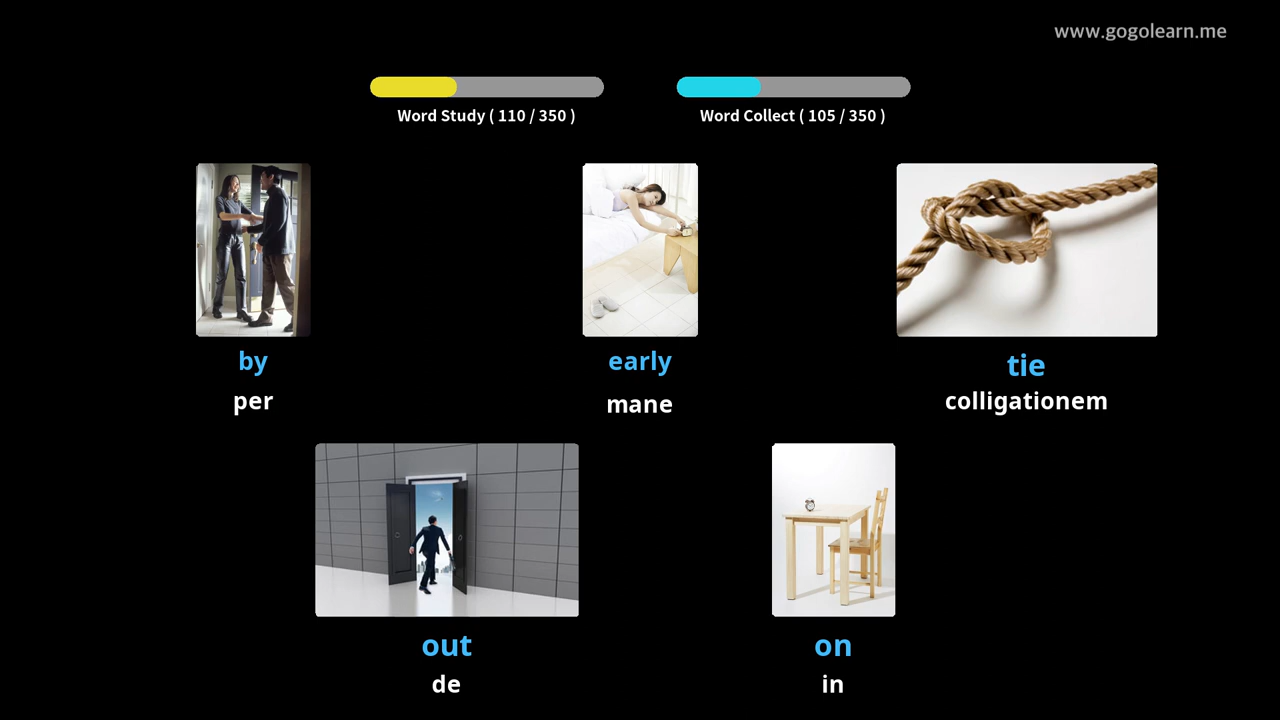 www.gogolearn.me
Word Study ( 110 / 350 )
Word Collect ( 105 / 350 )
by
per
early
mane
tie
colligationem
out
de
on
in